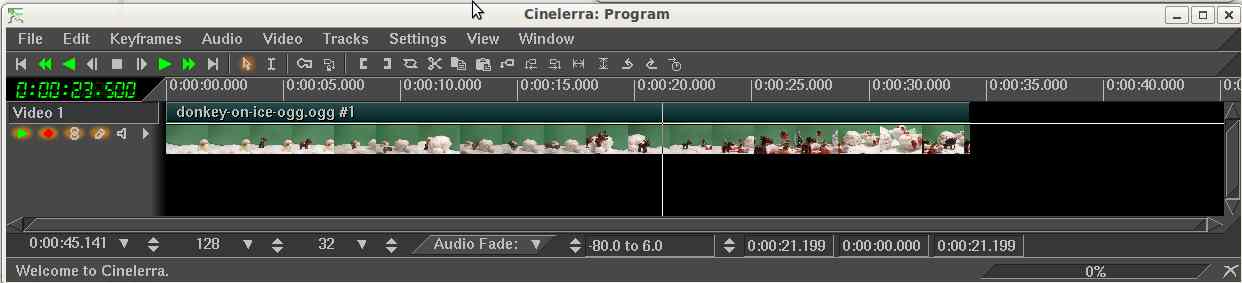 Cinelerra: Program
File Edit Keyframes Audio Video Tracks Settings View Window
0:00:23.500 0:00:00.000 0:00:05.000 0:00:10.000 0:00:15.000 0:00:20.000 0:00:25.000 0:00:30.000 0:00:35.000 0:00:40.000
Video 1 donkey-on-ice-ogg.ogg #1
0:00:45.141 128 32 Audio Fade: -80.0 to 6.0 0:00:21.199 0:00:00.000 0:00:21.199
Welcome to Cinelerra. 0%